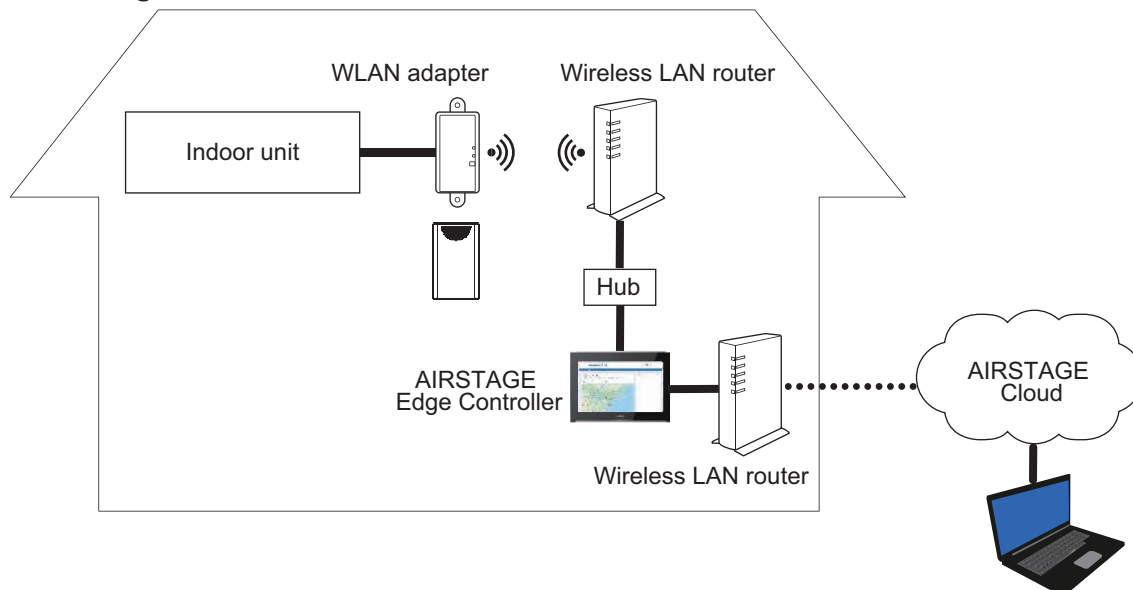 WLAN adapter
Wireless LAN router
Indoor unit
Hub
AIRSTAGE
Edge Controller
AIRSTAGE
Cloud
Wireless LAN router